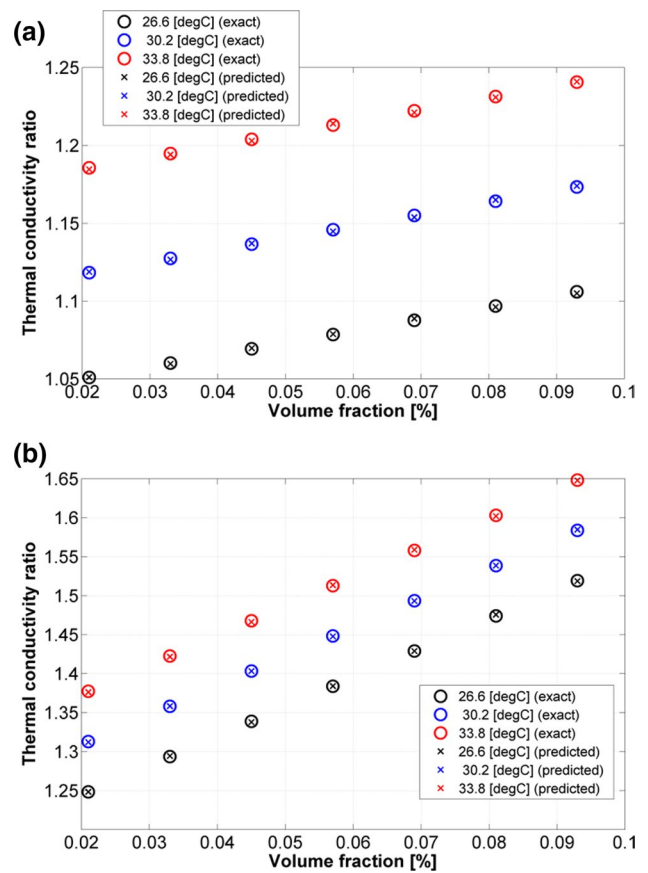 (a)
26.6 [degC] (exact)
30.2 [degC] (exact)
33.8 [degC] (exact)
26.6 [degC] (predicted)
30.2 [degC] (predicted)
33.8 [degC] (predicted)
1.25
1.2
1.15
1.1
1.05
Thermal conductivity ratio
0.02 0.03 0.04 0.05 0.06 0.07 0.08 0.09 0.1
Volume fraction [%]
(b)
1.65
1.6
1.55
1.5
1.45
1.4
1.35
1.3
1.25
Thermal conductivity ratio
26.6 [degC] (exact)
30.2 [degC] (exact)
33.8 [degC] (exact)
26.6 [degC] (predicted)
30.2 [degC] (predicted)
33.8 [degC] (predicted)
0.02 0.03 0.04 0.05 0.06 0.07 0.08 0.09 0.1
Volume fraction [%]